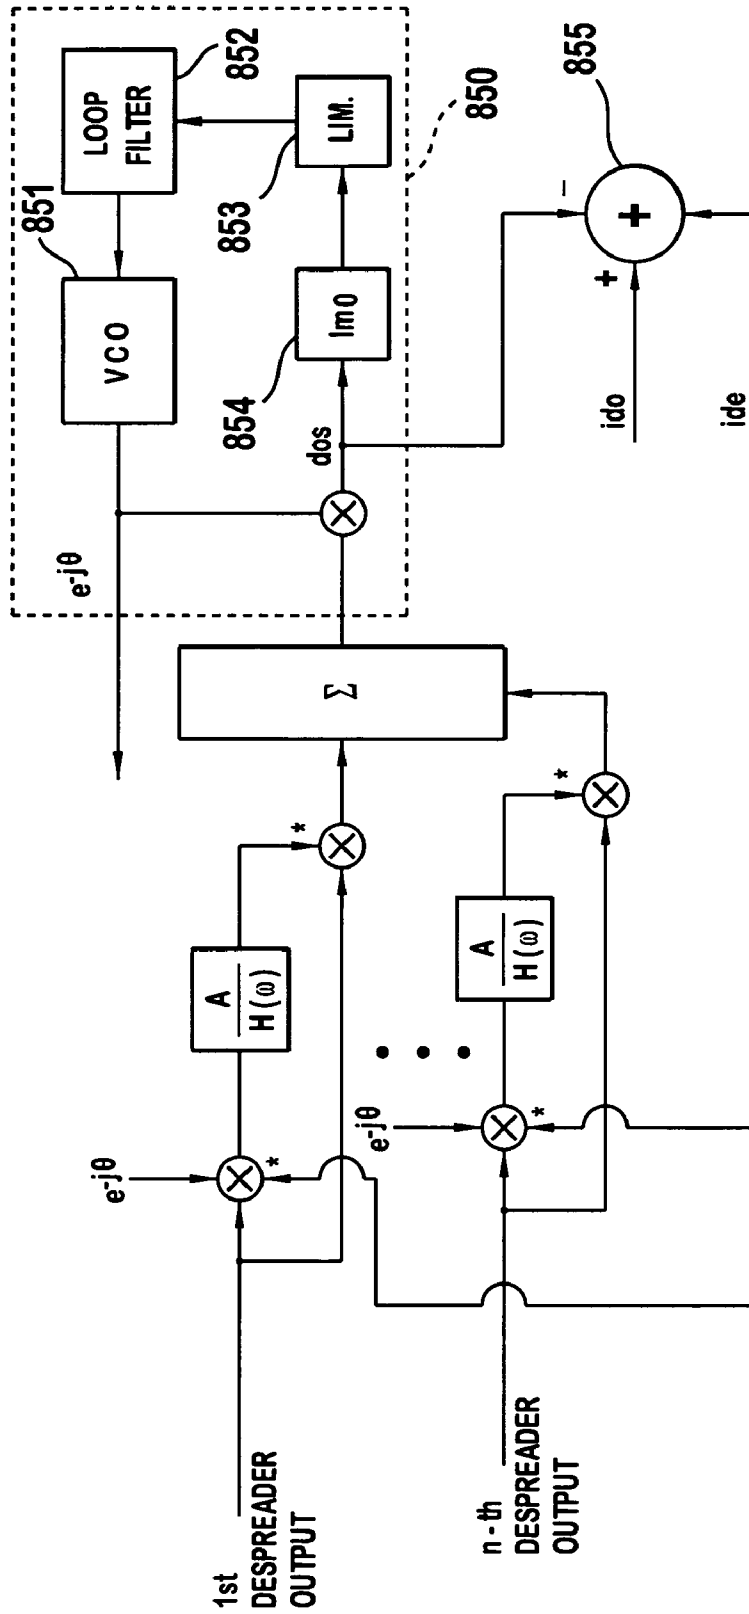 1st
DESPREADER
OUTPUT
n - th
DESPREADER
OUTPUT
e-jθ
*
A
H(ω)
*
e-jθ
*
A
H(ω)
*
Σ
e-jθ
VCO
851
LOOP
FILTER
852
LIM.
853
Im0
854
dos
850
855
+
−
+
ido
ide